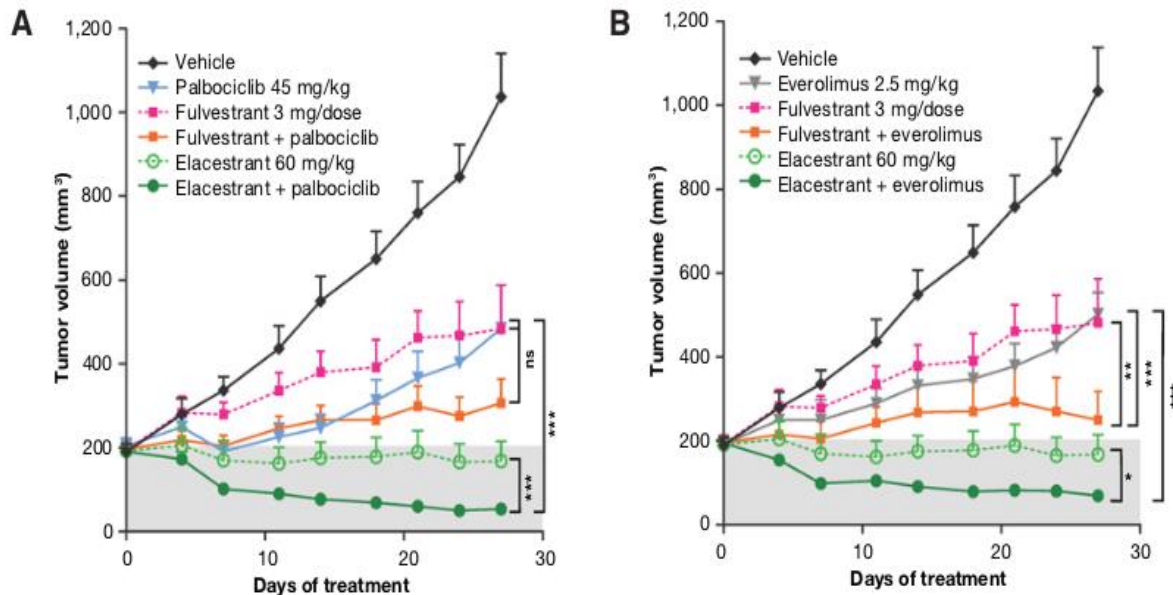 A
1,200
1,000
800
600
400
200
0
Tumor volume (mm³)
Vehicle
Palbociclib 45 mg/kg
Fulvestrant 3 mg/dose
Fulvestrant + palbociclib
Elacestrant 60 mg/kg
Elacestrant + palbociclib
ns
***
***
0 10 20 30
Days of treatment
B
1,200
1,000
800
600
400
200
0
Tumor volume (mm³)
Vehicle
Everolimus 2.5 mg/kg
Fulvestrant 3 mg/dose
Fulvestrant + everolimus
Elacestrant 60 mg/kg
Elacestrant + everolimus
**
***
***
*
0 10 20 30
Days of treatment